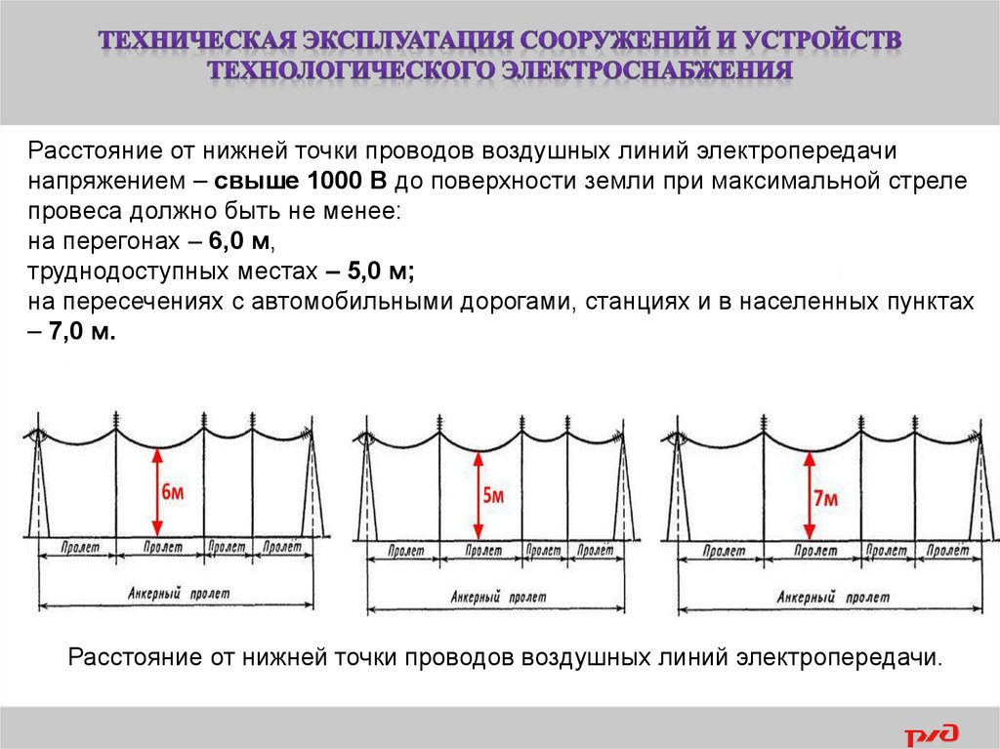 ТЕХНИЧЕСКАЯ ЭКСПЛУАТАЦИЯ СООРУЖЕНИЙ И УСТРОЙСТВ
ТЕХНОЛОГИЧЕСКОГО ЭЛЕКТРОСНАБЖЕНИЯ
Расстояние от нижней точки проводов воздушных линий электропередачи
напряжением – свыше 1000 В до поверхности земли при максимальной стреле
провеса должно быть не менее:
на перегонах – 6,0 м,
труднодоступных местах – 5,0 м;
на пересечениях с автомобильными дорогами, станциях и в населенных пунктах
– 7,0 м.
6м
Пролет Пролет Пролет Пролёт
Анкерный пролет
5м
Пролет Пролет Пролет Пролёт
Анкерный пролет
7м
Пролет Пролет Пролет Пролёт
Анкерный пролет
Расстояние от нижней точки проводов воздушных линий электропередачи.
ржд